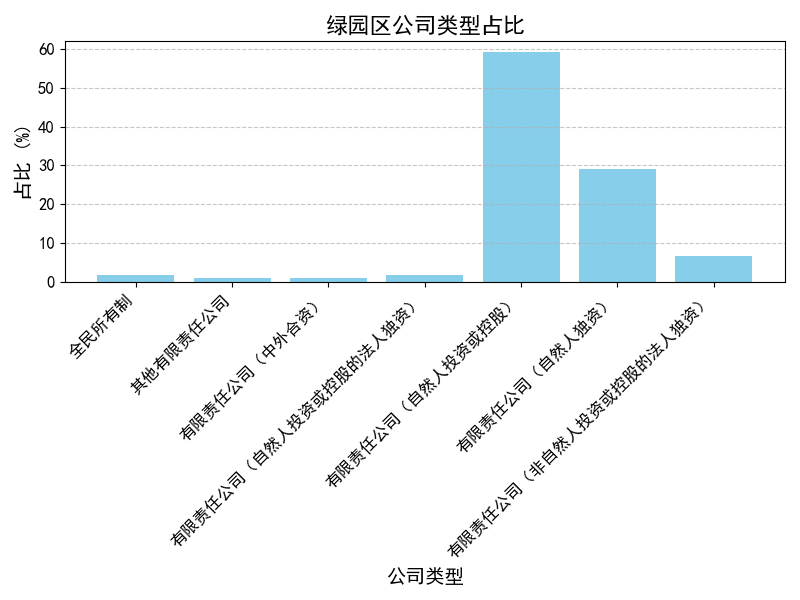 绿园区公司类型占比
占比 (%)
60
50
40
30
20
10
0
全民所有制
其他有限责任公司
有限责任公司（中外合资）
有限责任公司（自然人投资或控股的法人独资）
有限责任公司（自然人投资或控股）
有限责任公司（自然人独资）
有限责任公司（非自然人投资或控股的法人独资）
公司类型